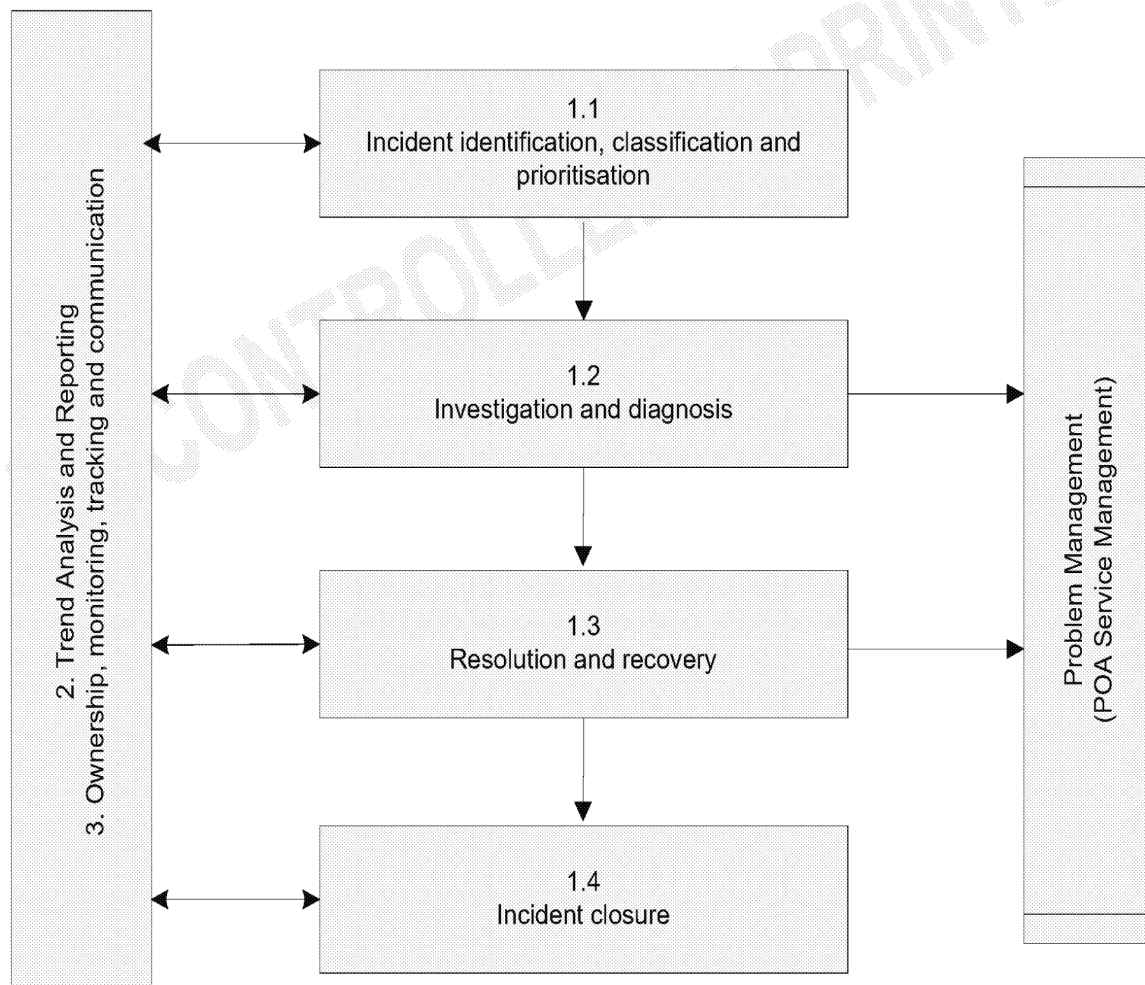 2. Trend Analysis and Reporting
3. Ownership, monitoring, tracking and communication
1.1
Incident identification, classification and
prioritisation
1.2
Investigation and diagnosis
1.3
Resolution and recovery
1.4
Incident closure
Problem Management
(POA Service Management)